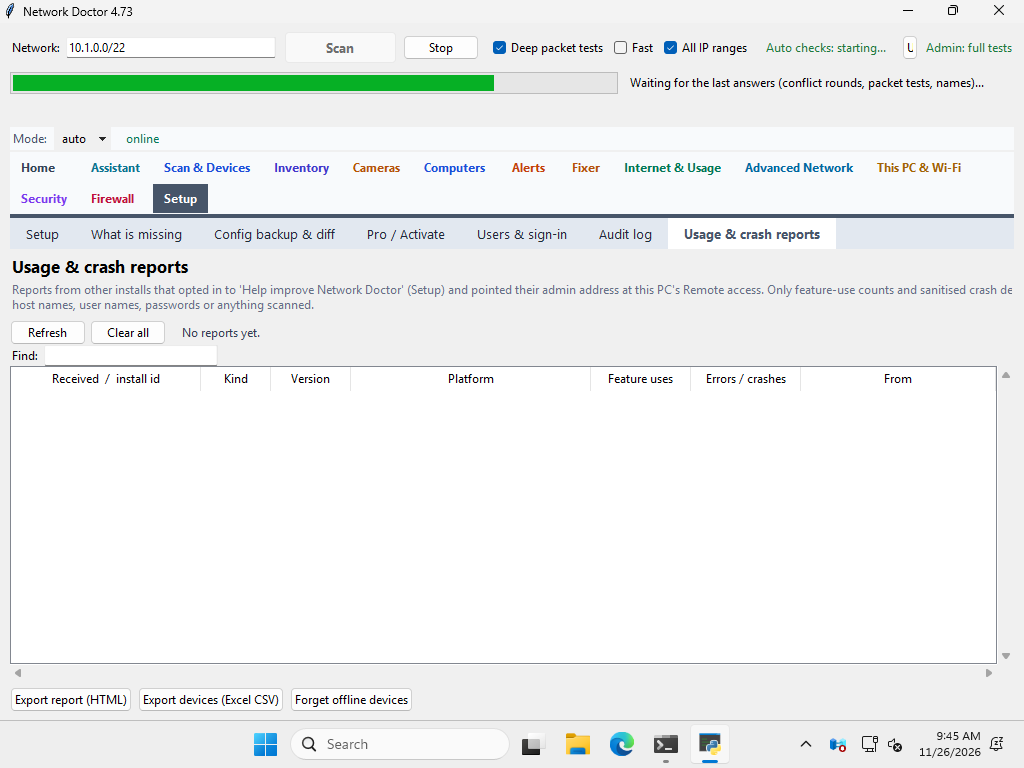 Network Doctor 4.73
Network: 10.1.0.0/22 Scan Stop Deep packet tests Fast All IP ranges Auto checks: starting... Admin: full tests
Waiting for the last answers (conflict rounds, packet tests, names)...
Mode: auto online
Home Assistant Scan & Devices Inventory Cameras Computers Alerts Fixer Internet & Usage Advanced Network This PC & Wi-Fi
Security Firewall Setup
Setup What is missing Config backup & diff Pro / Activate Users & sign-in Audit log Usage & crash reports
Usage & crash reports
Reports from other installs that opted in to 'Help improve Network Doctor' (Setup) and pointed their admin address at this PC's Remote access. Only feature-use counts and sanitised crash de
host names, user names, passwords or anything scanned.
Refresh Clear all No reports yet.
Find:
Received / install id Kind Version Platform Feature uses Errors / crashes From
Export report (HTML) Export devices (Excel CSV) Forget offline devices
Search
9:45 AM
11/26/2026